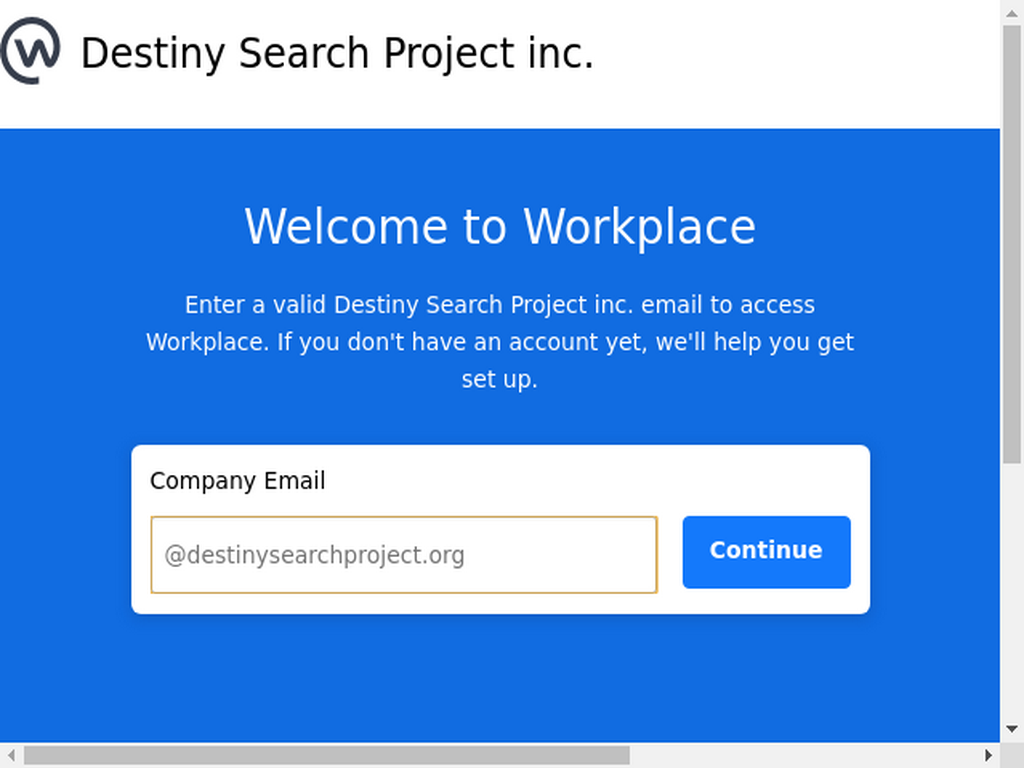 Destiny Search Project inc.
Welcome to Workplace
Enter a valid Destiny Search Project inc. email to access
Workplace. If you don't have an account yet, we'll help you get
set up.
Company Email
@destinysearchproject.org
Continue